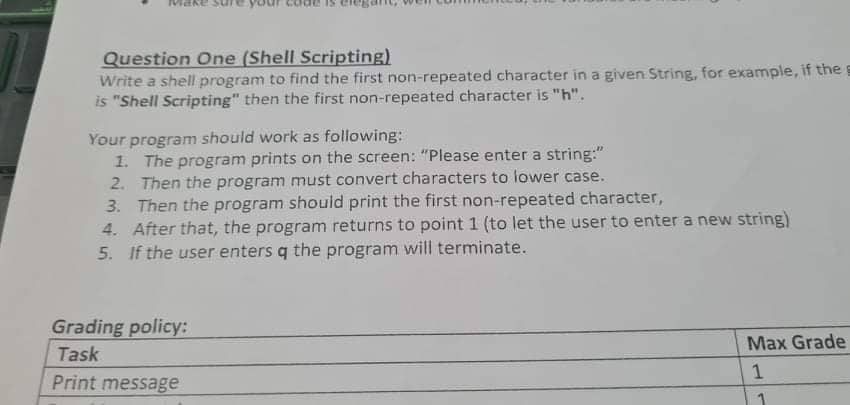 Make sure your code is elegant, well commented, the variables are
Question One (Shell Scripting)
Write a shell program to find the first non-repeated character in a given String, for example, if the
is "Shell Scripting" then the first non-repeated character is "h".
Your program should work as following:
1. The program prints on the screen: “Please enter a string:”
2. Then the program must convert characters to lower case.
3. Then the program should print the first non-repeated character,
4. After that, the program returns to point 1 (to let the user to enter a new string)
5. If the user enters q the program will terminate.
Grading policy:
Task Max Grade
Print message 1
1